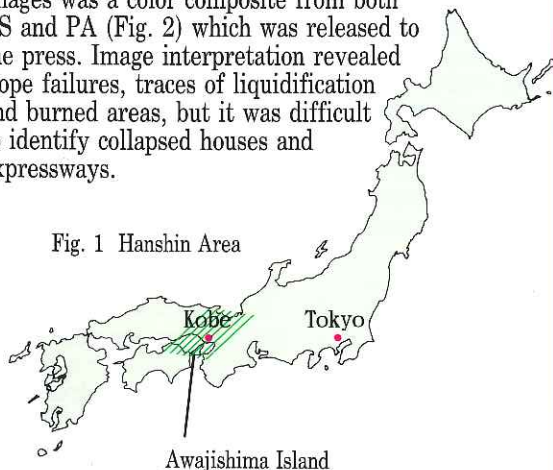 ages was a color composite from both
S and PA (Fig. 2) which was released to
e press. Image interpretation revealed
ope failures, traces of liquidification
nd burned areas, but it was difficult
identify collapsed houses and
xpressways.
Fig. 1 Hanshin Area
Kobe
Tokyo
Awajishima Island